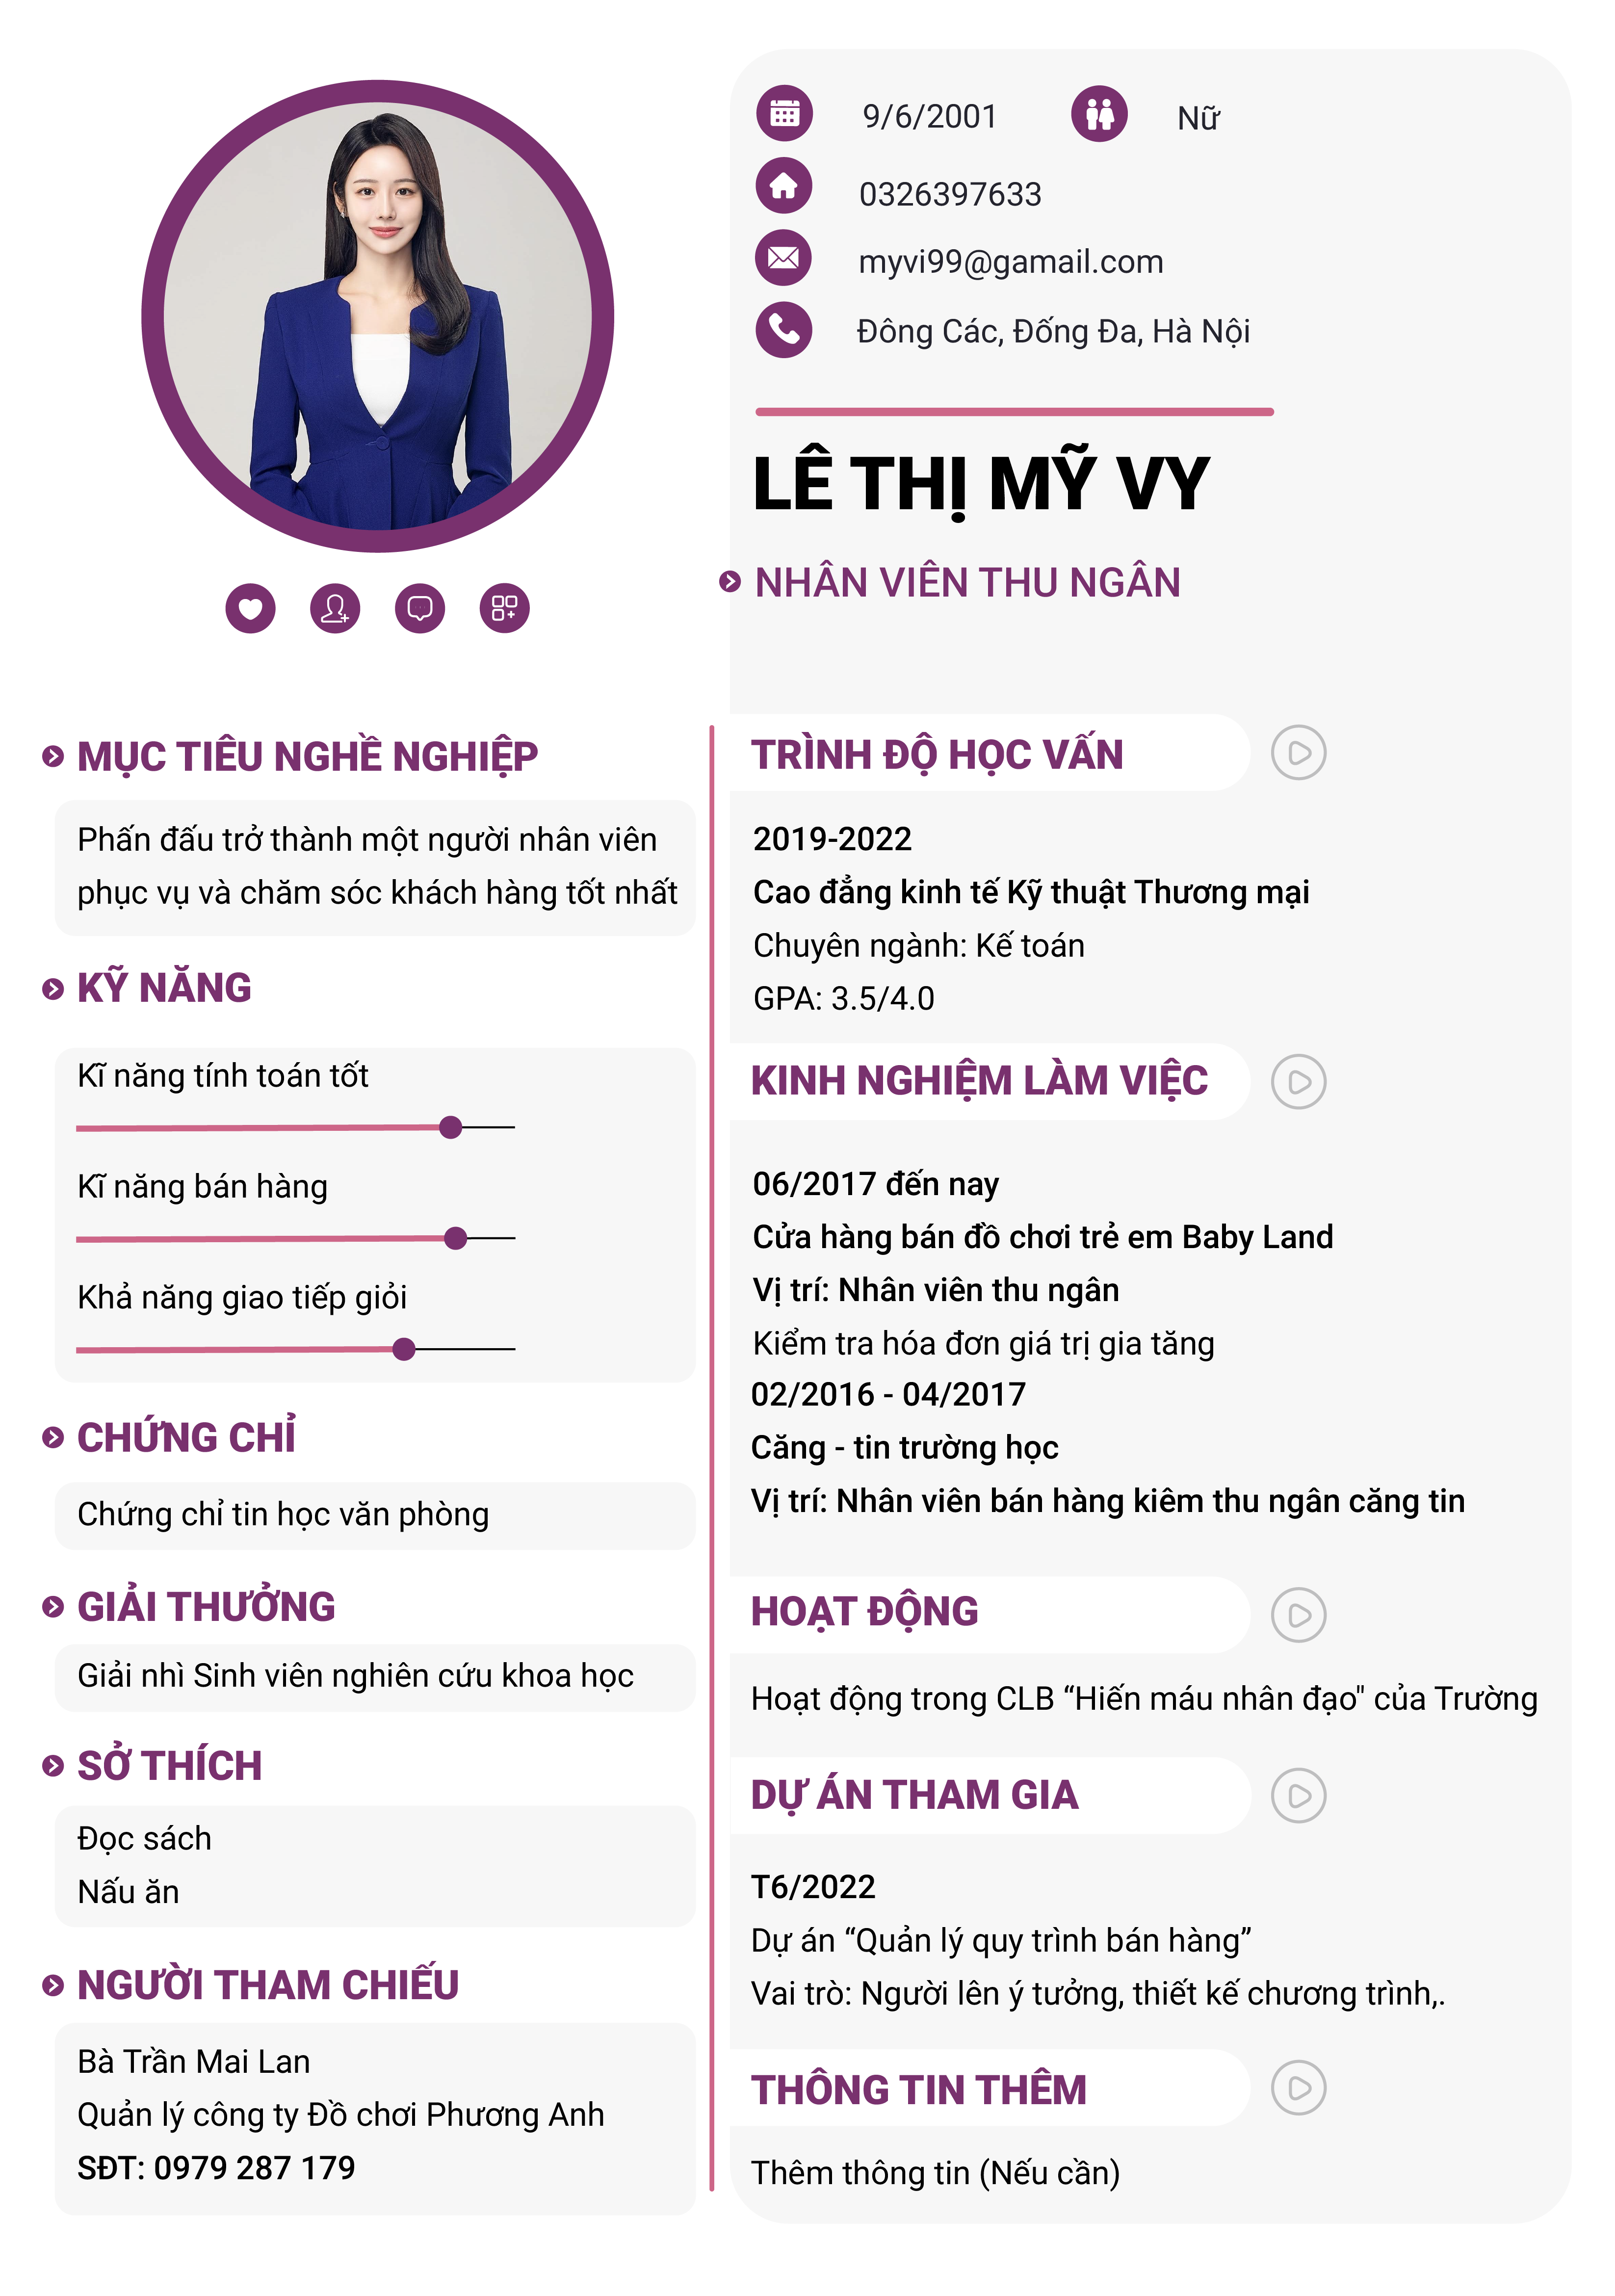 9/6/2001
Nữ
0326397633
myvi99@gamail.com
Đông Các, Đống Đa, Hà Nội
LÊ THỊ MỸ VY
NHÂN VIÊN THU NGÂN
MỤC TIÊU NGHỀ NGHIỆP
Phấn đấu trở thành một người nhân viên
phục vụ và chăm sóc khách hàng tốt nhất
KỸ NĂNG
Kĩ năng tính toán tốt
Kĩ năng bán hàng
Khả năng giao tiếp giỏi
CHỨNG CHỈ
Chứng chỉ tin học văn phòng
GIẢI THƯỞNG
Giải nhì Sinh viên nghiên cứu khoa học
SỞ THÍCH
Đọc sách
Nấu ăn
NGƯỜI THAM CHIẾU
Bà Trần Mai Lan
Quản lý công ty Đồ chơi Phương Anh
SĐT: 0979 287 179
TRÌNH ĐỘ HỌC VẤN
2019-2022
Cao đẳng kinh tế Kỹ thuật Thương mại
Chuyên ngành: Kế toán
GPA: 3.5/4.0
KINH NGHIỆM LÀM VIỆC
06/2017 đến nay
Cửa hàng bán đồ chơi trẻ em Baby Land
Vị trí: Nhân viên thu ngân
Kiểm tra hóa đơn giá trị gia tăng
02/2016 - 04/2017
Căng - tin trường học
Vị trí: Nhân viên bán hàng kiêm thu ngân căng tin
HOẠT ĐỘNG
Hoạt động trong CLB “Hiến máu nhân đạo" của Trường
DỰ ÁN THAM GIA
T6/2022
Dự án “Quản lý quy trình bán hàng”
Vai trò: Người lên ý tưởng, thiết kế chương trình,.
THÔNG TIN THÊM
Thêm thông tin (Nếu cần)